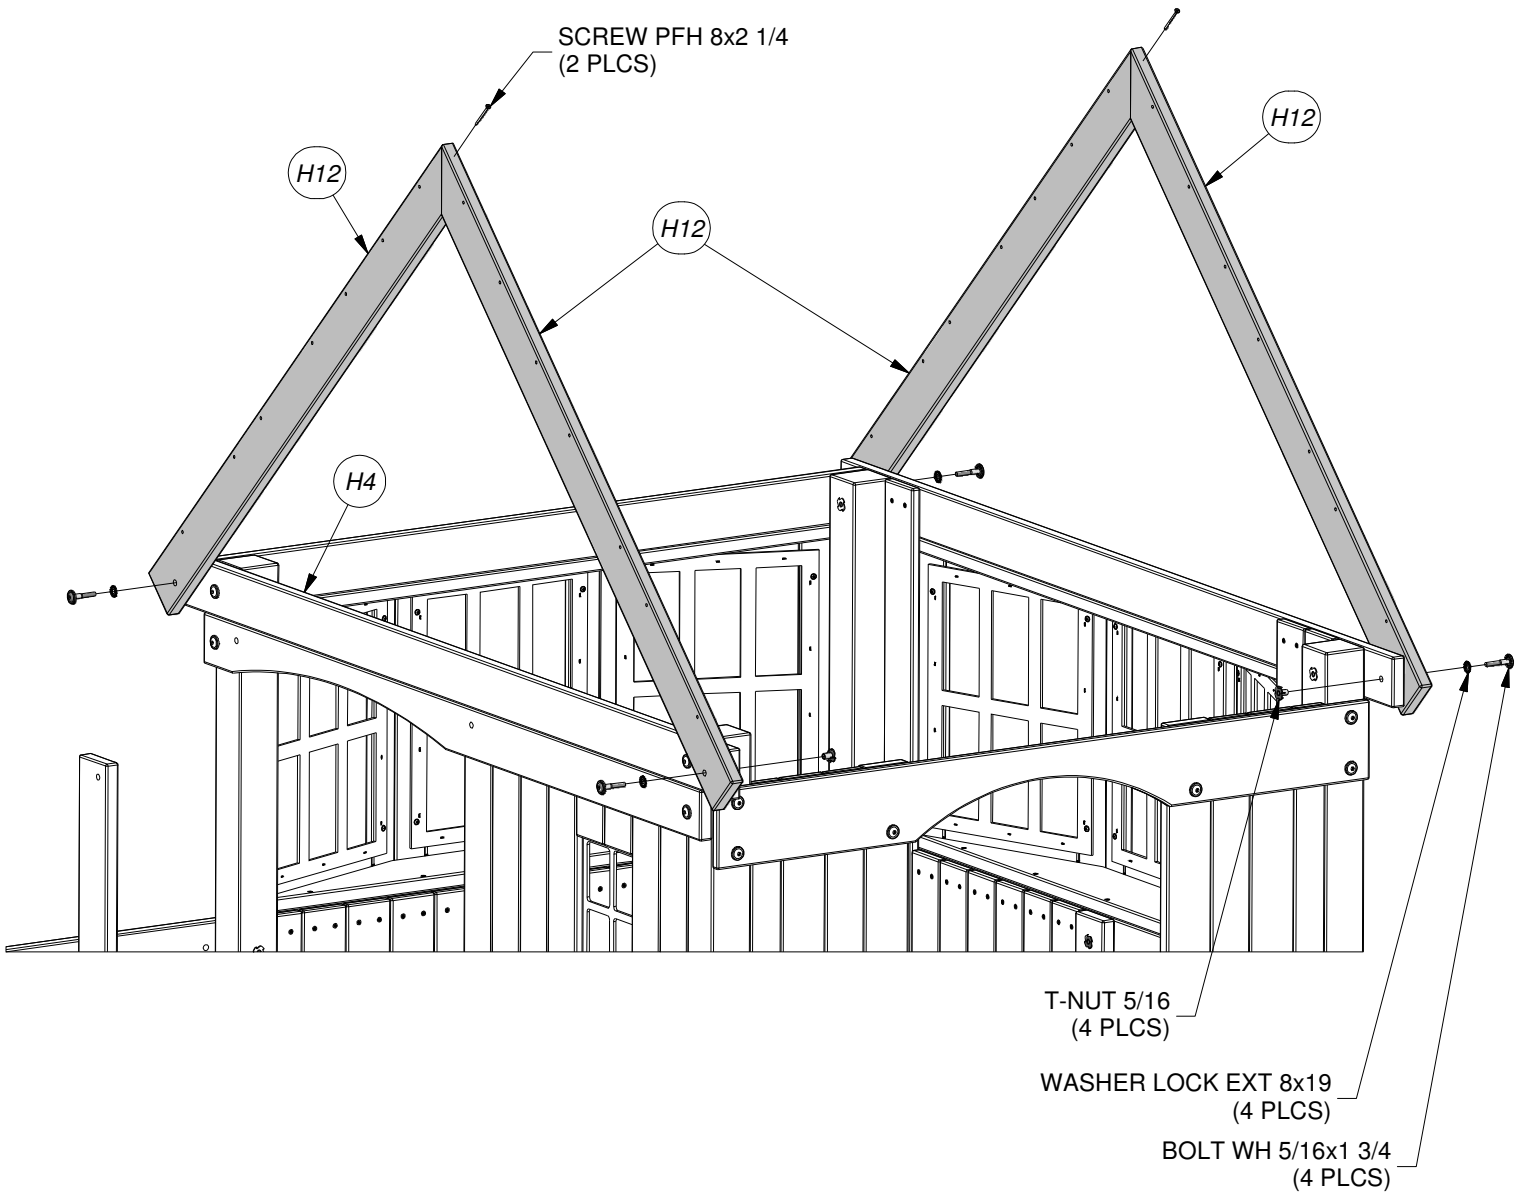 SCREW PFH 8x2 1/4
(2 PLCS)
H12
H12
H12
H4
T-NUT 5/16
(4 PLCS)
WASHER LOCK EXT 8x19
(4 PLCS)
BOLT WH 5/16x1 3/4
(4 PLCS)